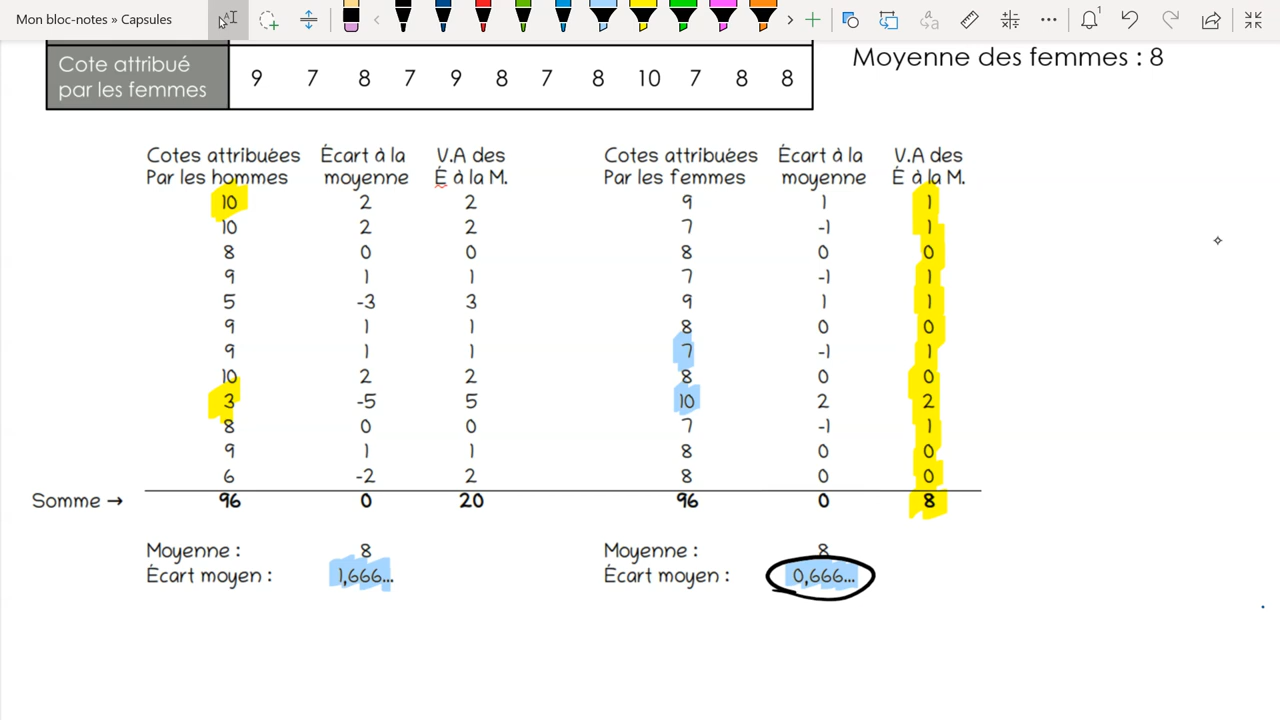 Mon bloc-notes » Capsules
Cote attribué
par les femmes
9 7 8 7 9 8 7 8 10 7 8 8
Moyenne des femmes : 8
Cotes attribuées Écart à la V.A des Cotes attribuées Écart à la V.A des
Par les hommes moyenne É à la M. Par les femmes moyenne É à la M.
10 2 2 9 1 1
10 2 2 7 -1 1
8 0 0 8 0 0
9 1 1 7 -1 1
5 -3 3 9 1 1
9 1 1 8 0 0
9 1 1 7 -1 1
10 2 2 8 0 0
3 -5 5 10 2 2
8 0 0 7 -1 1
9 1 1 8 0 0
6 -2 2 8 0 0
Somme → 96 0 20 96 0 8
Moyenne : 8 Moyenne : 8
Écart moyen : 1,666... Écart moyen : 0,666...